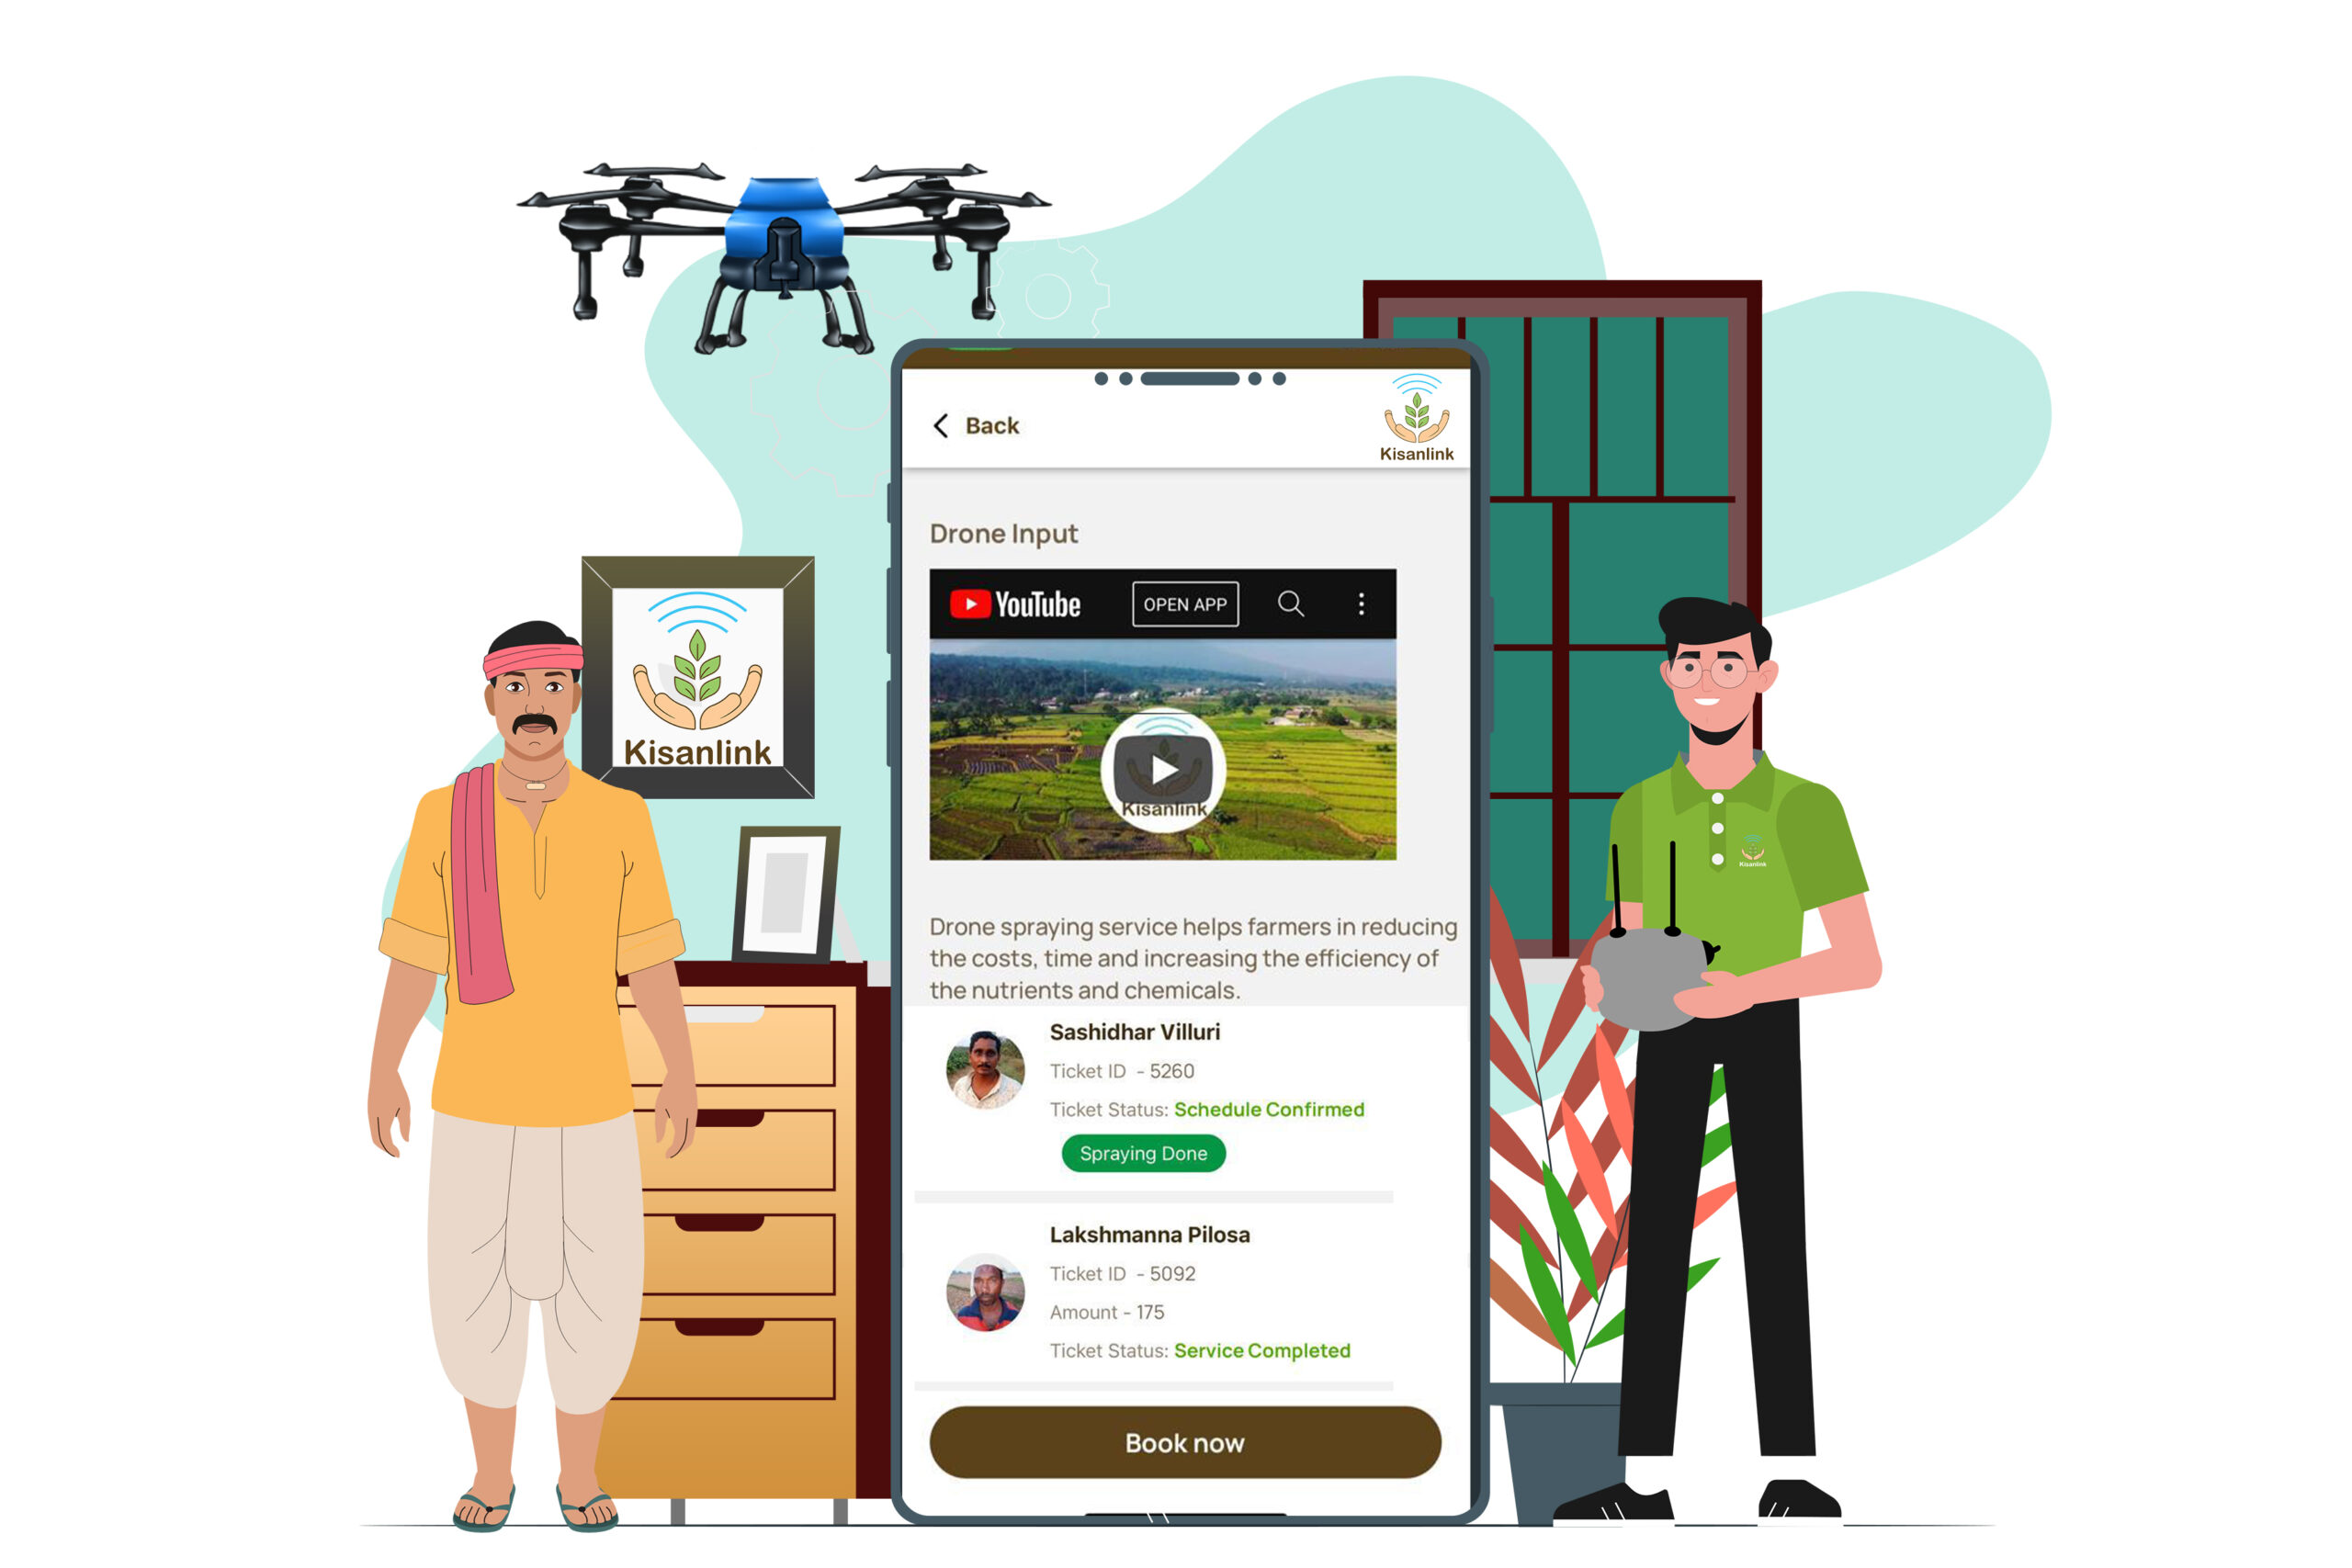 Back
Kisanlink
Drone Input
YouTube
OPEN APP
Kisanlink
Kisanlink
Drone spraying service helps farmers in reducing
the costs, time and increasing the efficiency of
the nutrients and chemicals.
Sashidhar Villuri
Ticket ID - 5260
Ticket Status: Schedule Confirmed
Spraying Done
Lakshmanna Pilosa
Ticket ID - 5092
Amount - 175
Ticket Status: Service Completed
Book now
Kisanlink